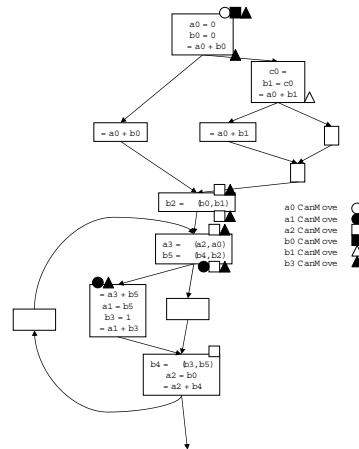 a0 = 0
b0 = 0
= a0 + b0
c0 =
b1 = c0
= a0 + b1
= a0 + b0
= a0 + b1
b2 = (b0,b1)
a0 CanMove
a1 CanMove
a2 CanMove
b0 CanMove
b1 CanMove
b3 CanMove
a3 = (a2,a0)
b5 = (b4,b2)
= a3 + b5
a1 = b5
b3 = 1
= a1 + b3
b4 = (b3,b5)
a2 = b0
= a2 + b4